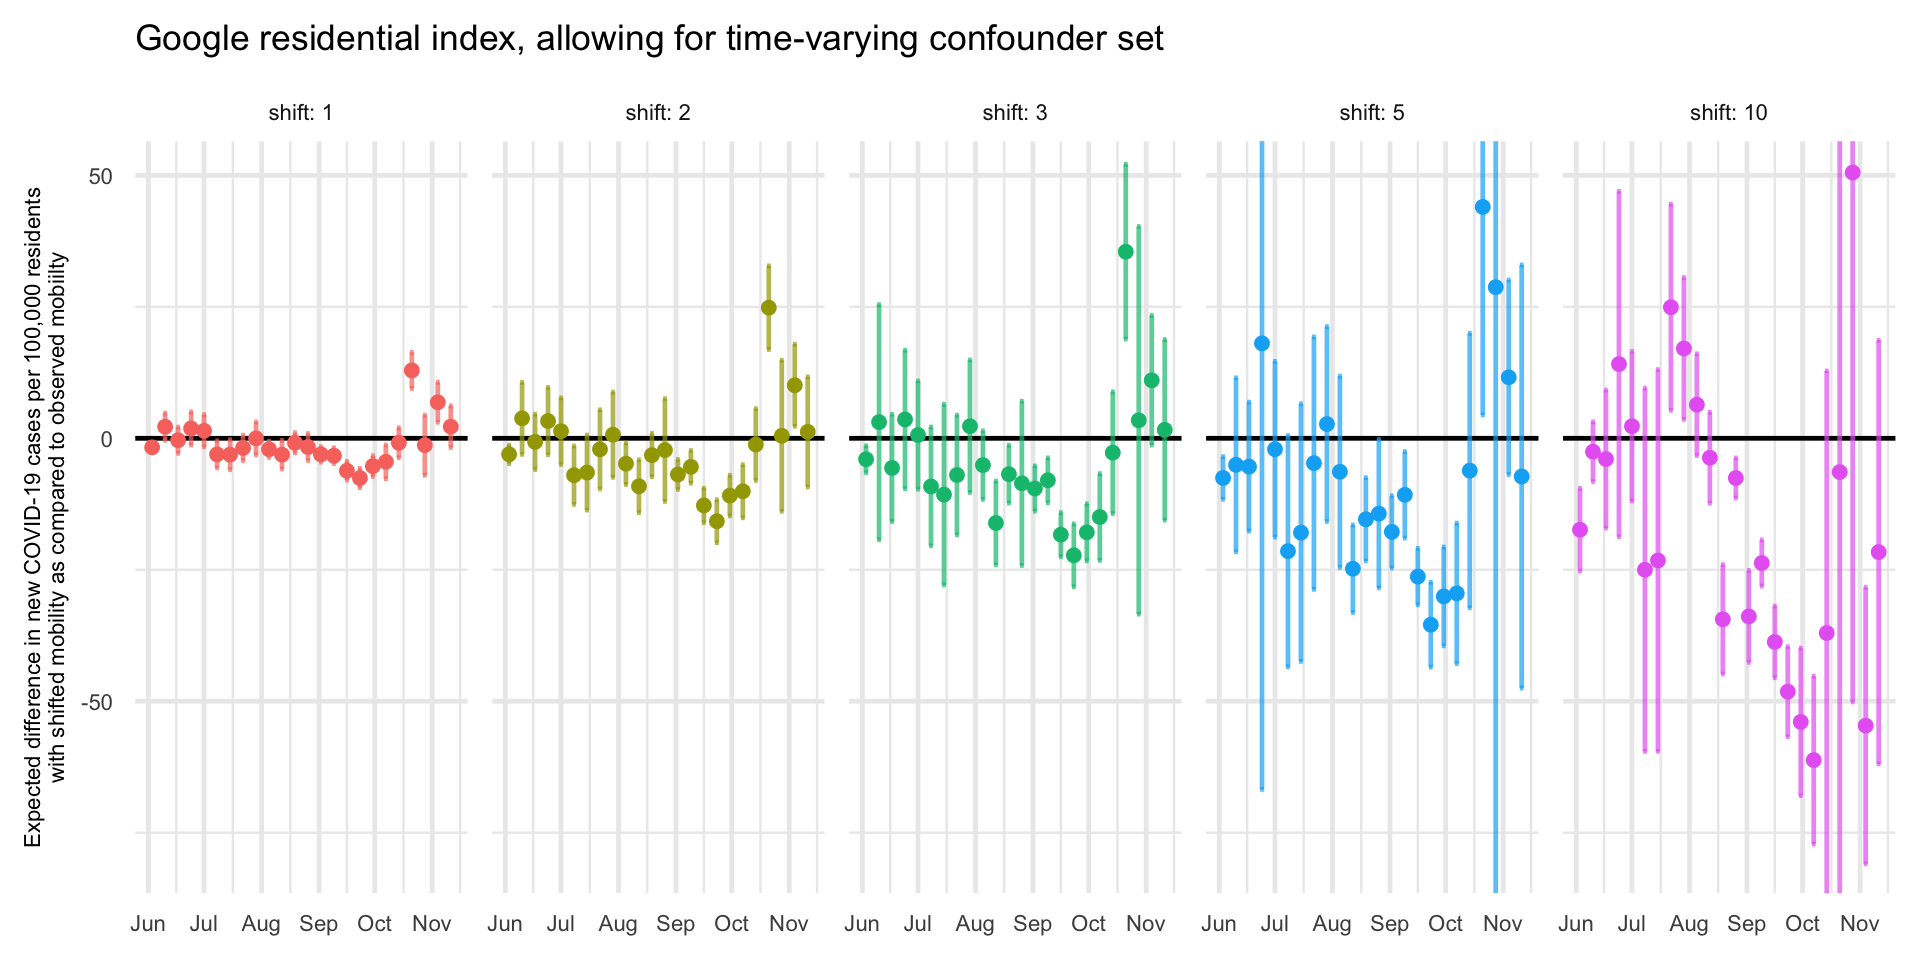 Google residential index, allowing for time-varying confounder set
shift: 1
shift: 2
shift: 3
shift: 5
shift: 10
Expected difference in new COVID-19 cases per 100,000 residents
with shifted mobility as compared to observed mobility
50
0
-50
Jun Jul Aug Sep Oct Nov
Jun Jul Aug Sep Oct Nov
Jun Jul Aug Sep Oct Nov
Jun Jul Aug Sep Oct Nov
Jun Jul Aug Sep Oct Nov